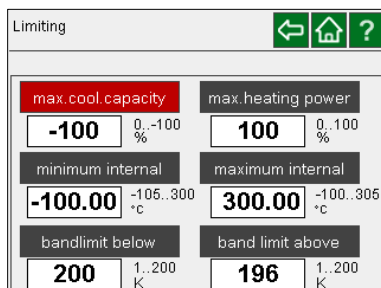 Limiting
?
max.cool.capacity max.heating power
-100 0..-100 % 100 0..100 %
minimum internal maximum internal
-100.00 -105..300 °c 300.00 -100..305 °c
bandlimit below band limit above
200 1..200 K 196 1..200 K